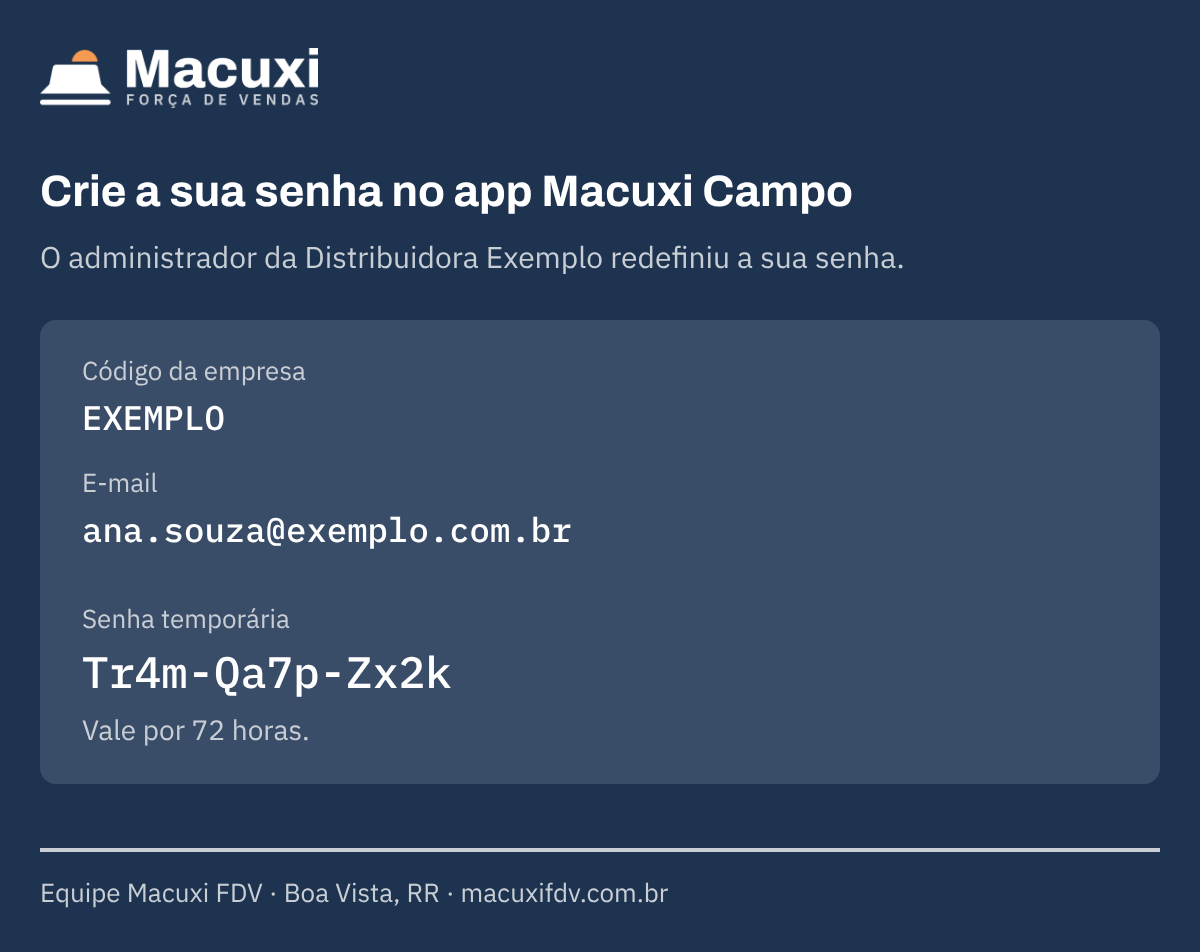 Macuxi
FORÇA DE VENDAS
Crie a sua senha no app Macuxi Campo
O administrador da Distribuidora Exemplo redefiniu a sua senha.
Código da empresa
EXEMPLO
E-mail
ana.souza@exemplo.com.br
Senha temporária
Tr4m-Qa7p-Zx2k
Vale por 72 horas.
Equipe Macuxi FDV · Boa Vista, RR · macuxifdv.com.br